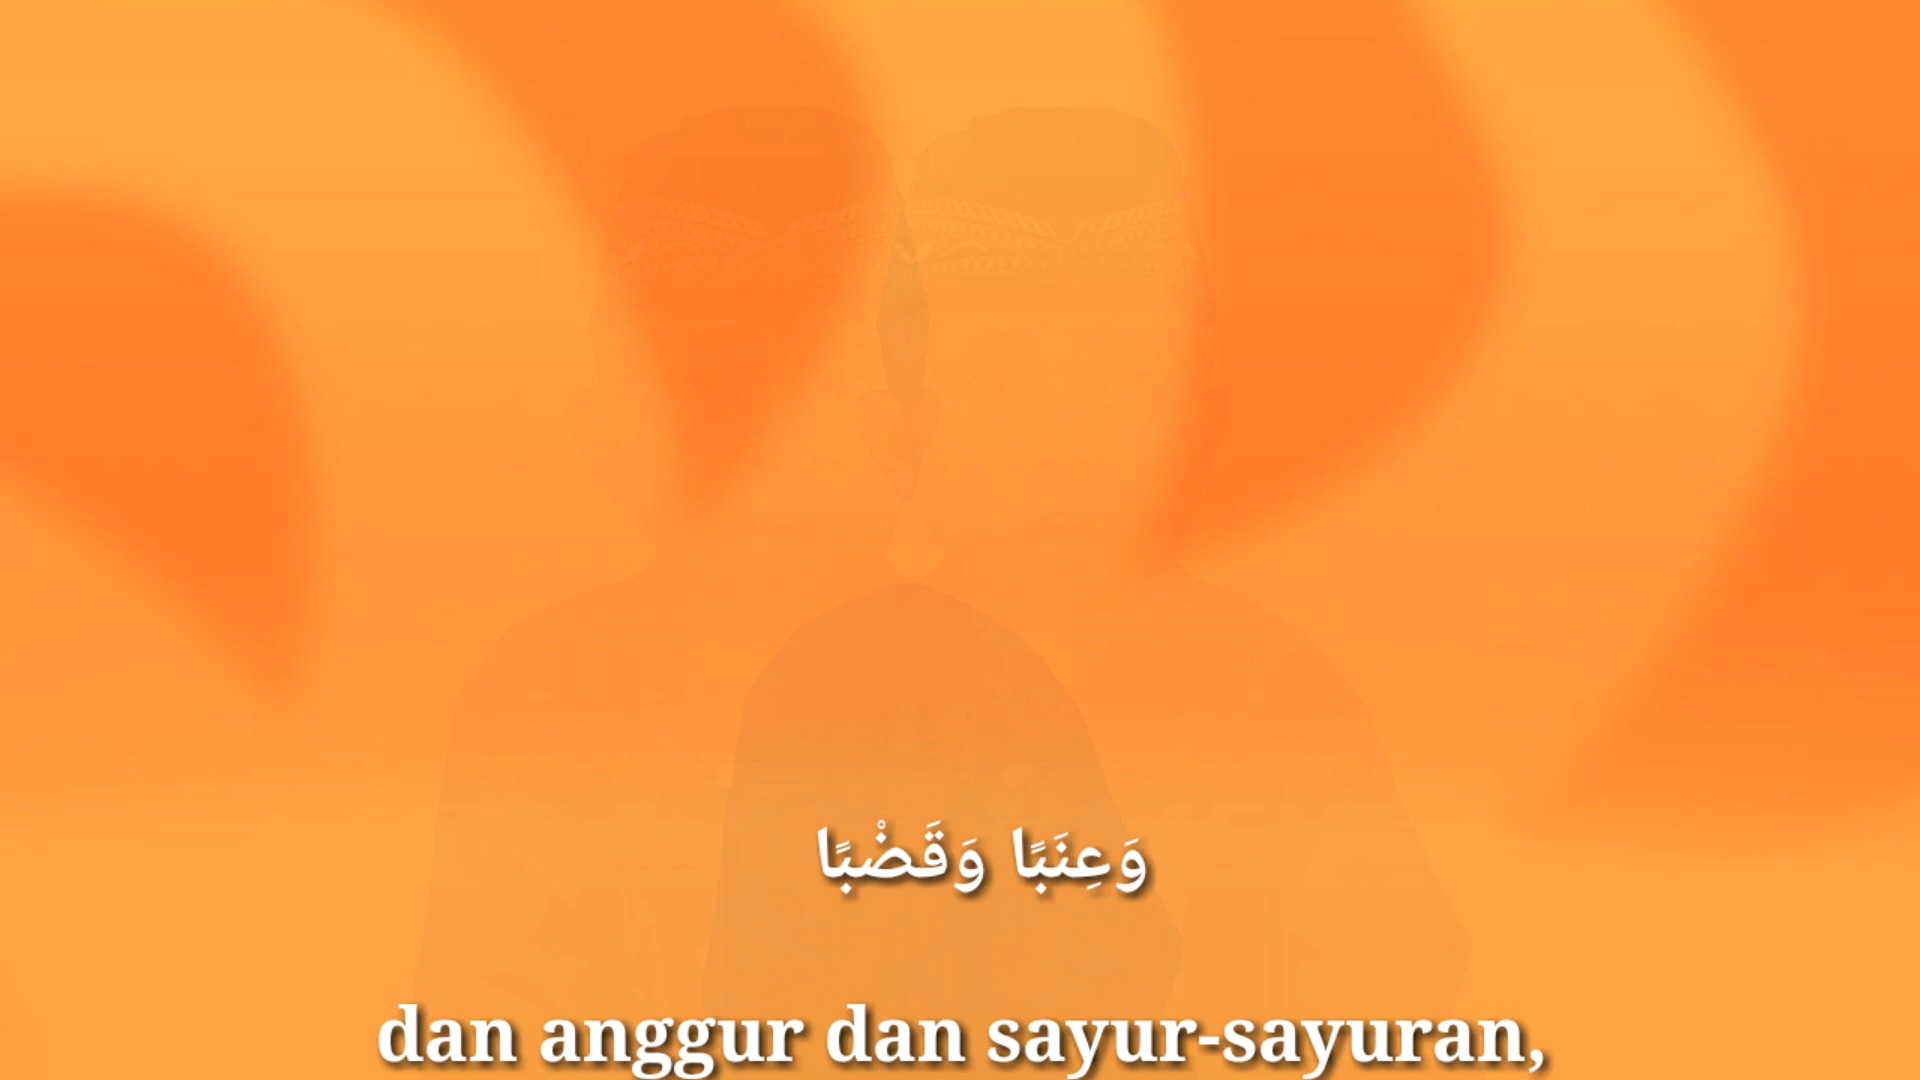 وَعِنَبًا وَقَضْبًا
dan anggur dan sayur-sayuran,